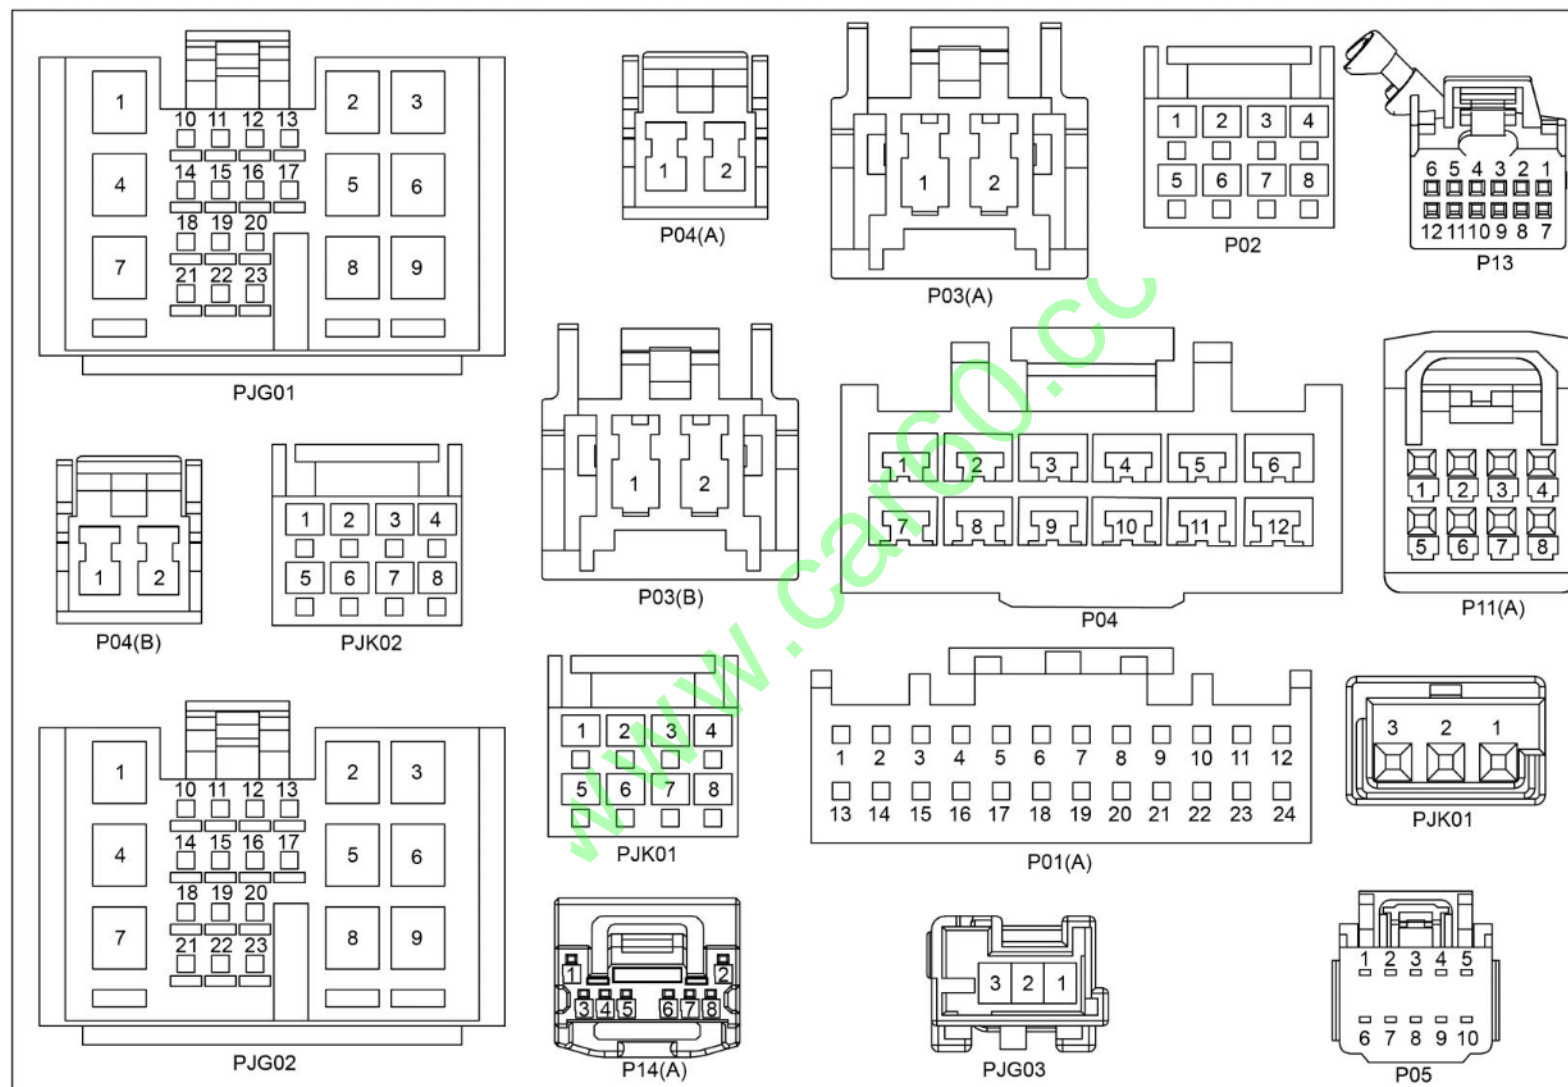 1 2 3
10 11 12 13
14 15 16 17
4 5 6
18 19 20
21 22 23
7 8 9
PJG01
1 2
P04(A)
1 2
P03(A)
1 2 3 4
5 6 7 8
P02
6 5 4 3 2 1
12 11 10 9 8 7
P13
1 2
P04(B)
1 2 3 4
5 6 7 8
PJK02
1 2
P03(B)
1 2 3 4 5 6
7 8 9 10 11 12
P04
1 2 3 4
5 6 7 8
P11(A)
1 2 3
10 11 12 13
14 15 16 17
4 5 6
18 19 20
21 22 23
7 8 9
PJG02
1 2 3 4
5 6 7 8
PJK01
1 2 3 4 5 6 7 8 9 10 11 12
13 14 15 16 17 18 19 20 21 22 23 24
P01(A)
3 2 1
PJK01
1 2
3 4 5 6 7 8
P14(A)
3 2 1
PJG03
1 2 3 4 5
6 7 8 9 10
P05
www.car60.cc